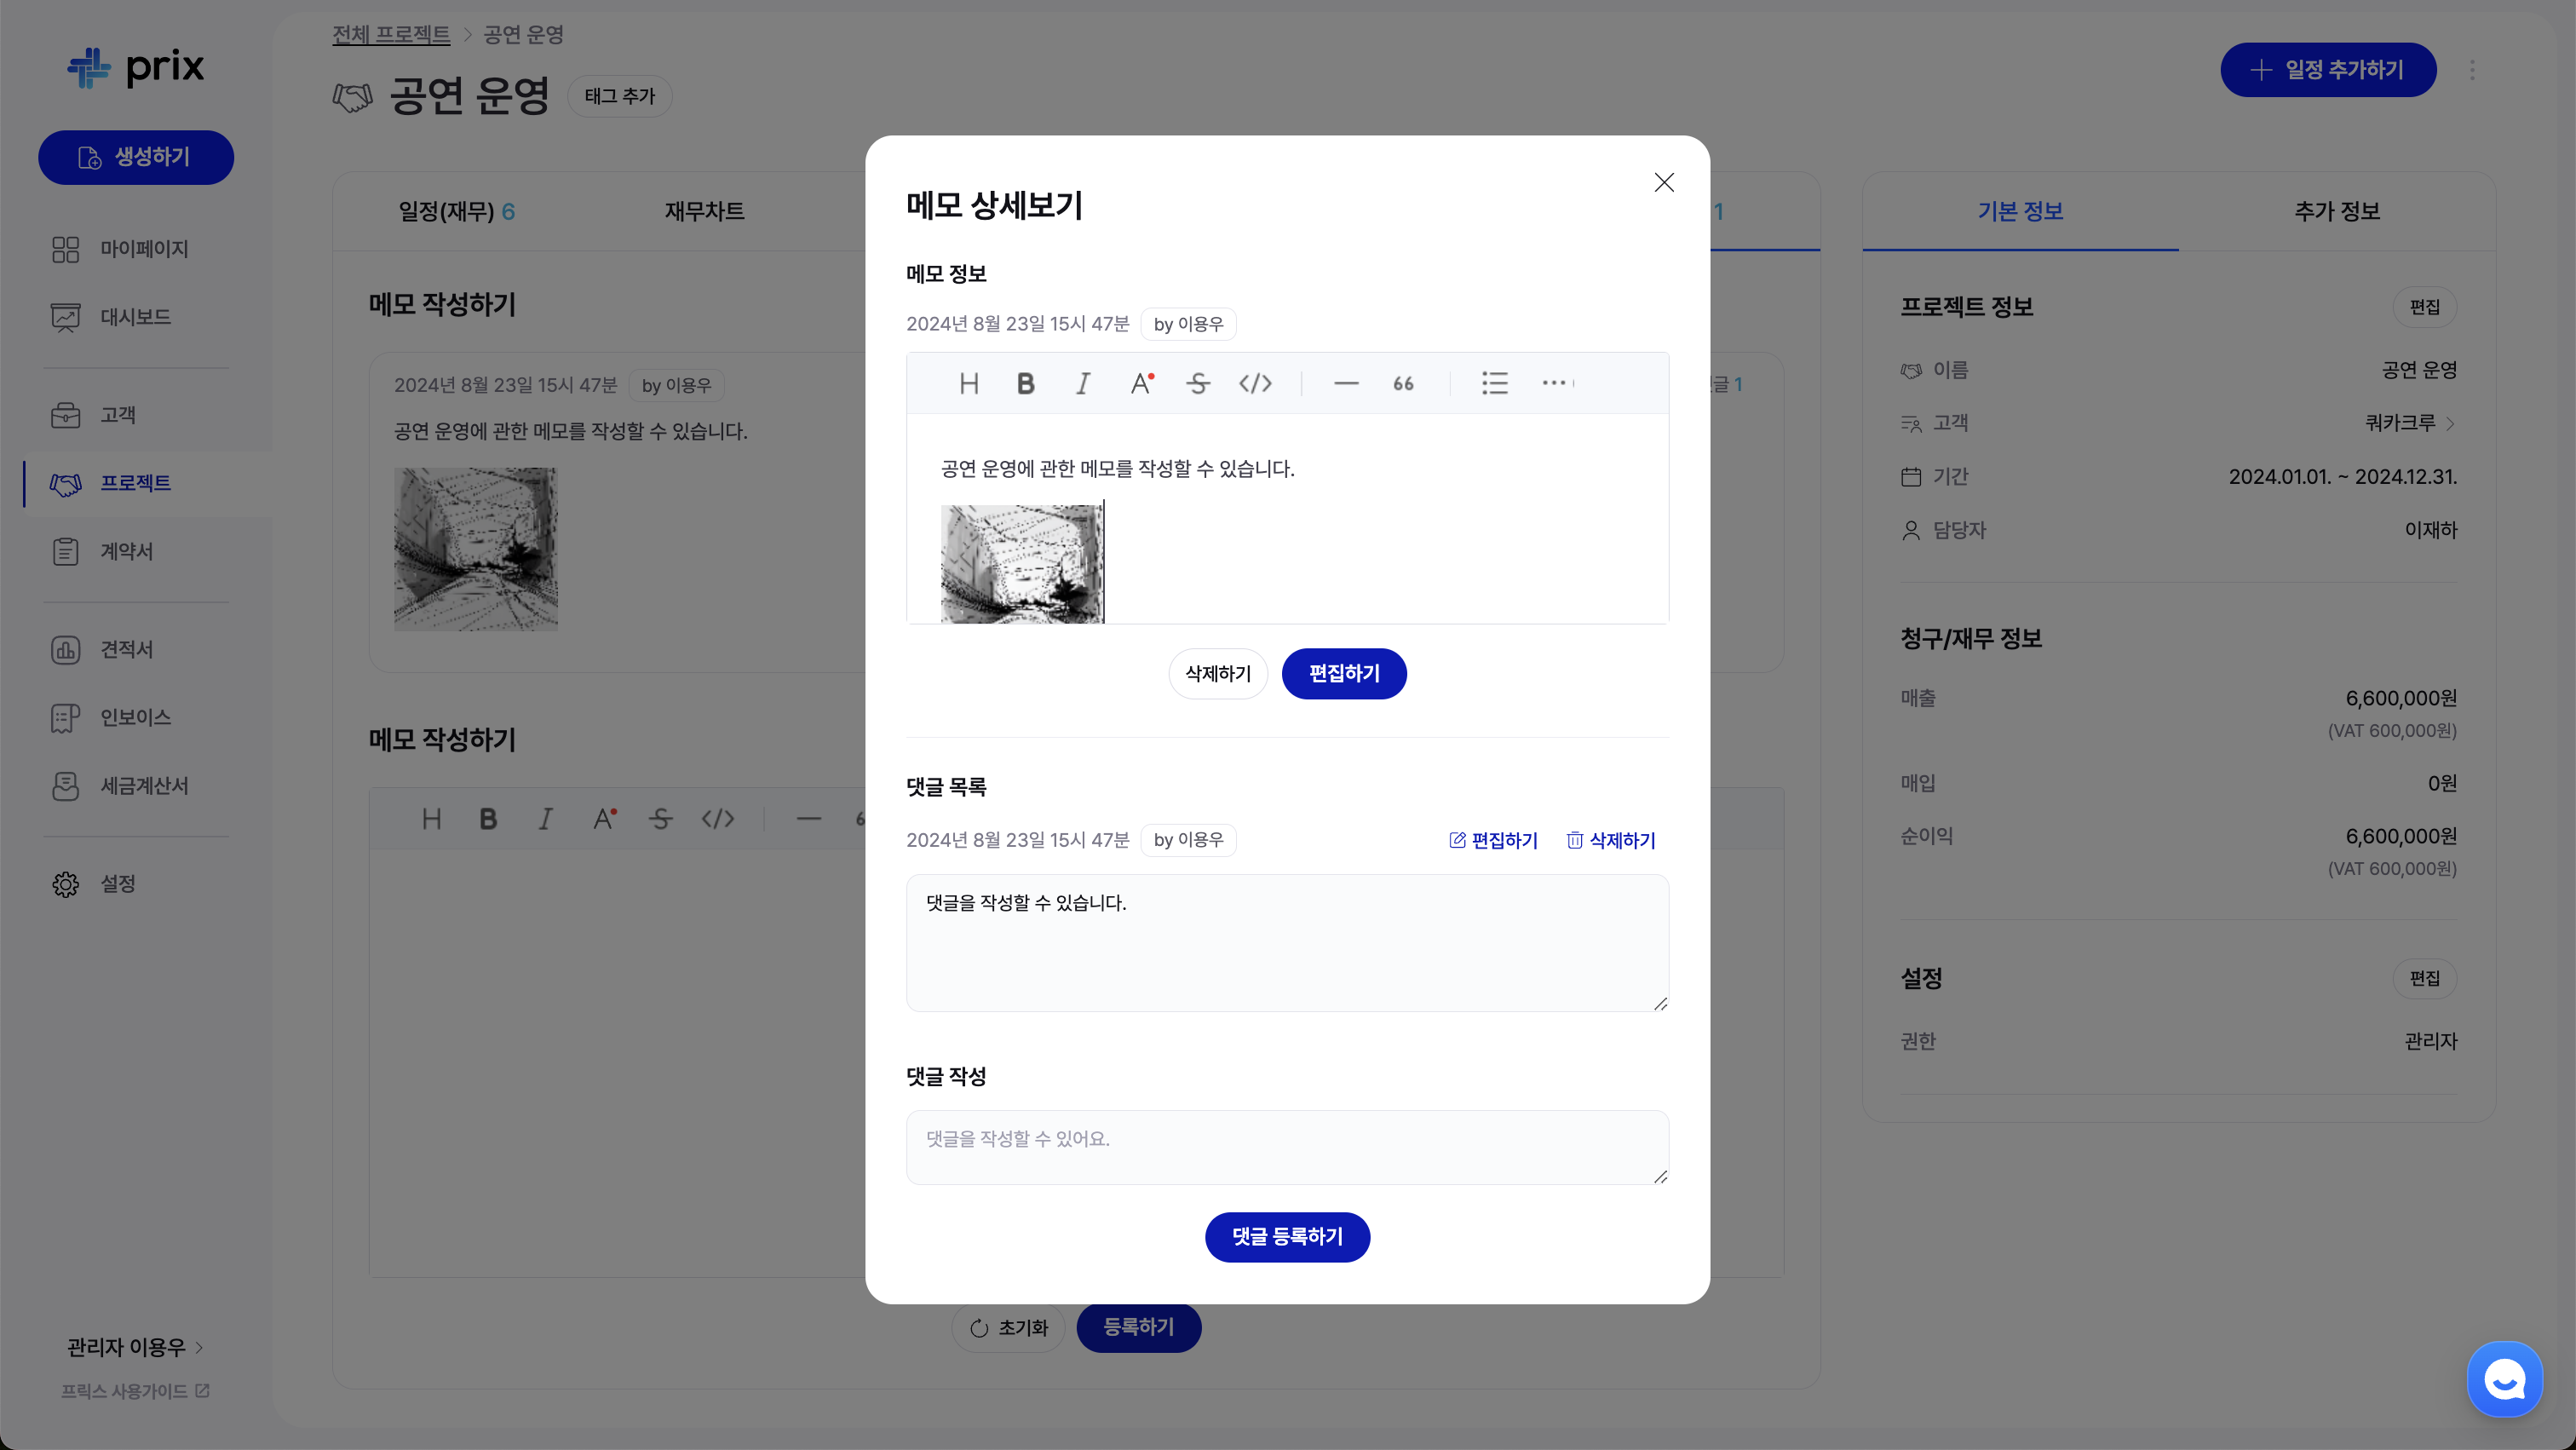 prix
생성하기
마이페이지
대시보드
고객
프로젝트
계약서
견적서
인보이스
세금계산서
설정
관리자 이용우
프릭스 사용가이드
전체 프로젝트 > 공연 운영
공연 운영 태그 추가
일정 추가하기
일정(재무) 6 재무차트 1
메모 작성하기
2024년 8월 23일 15시 47분 by 이용우 글 1
공연 운영에 관한 메모를 작성할 수 있습니다.
메모 작성하기
H B I A S </>
초기화 등록하기
메모 상세보기
메모 정보
2024년 8월 23일 15시 47분 by 이용우
H B I A S </> — 66
공연 운영에 관한 메모를 작성할 수 있습니다.
삭제하기 편집하기
댓글 목록
2024년 8월 23일 15시 47분 by 이용우 편집하기 삭제하기
댓글을 작성할 수 있습니다.
댓글 작성
댓글을 작성할 수 있어요.
댓글 등록하기
기본 정보 추가 정보
프로젝트 정보 편집
이름 공연 운영
고객 쿼카크루 >
기간 2024.01.01. ~ 2024.12.31.
담당자 이재하
청구/재무 정보
매출 6,600,000원
(VAT 600,000원)
매입 0원
순이익 6,600,000원
(VAT 600,000원)
설정 편집
권한 관리자